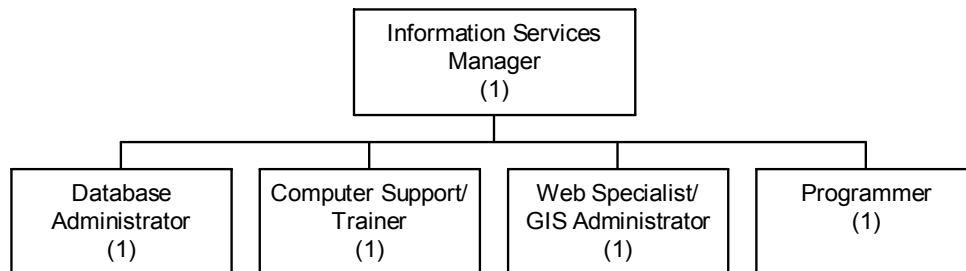 Information Services
Manager
(1)
Database
Administrator
(1)
Computer Support/
Trainer
(1)
Web Specialist/
GIS Administrator
(1)
Programmer
(1)